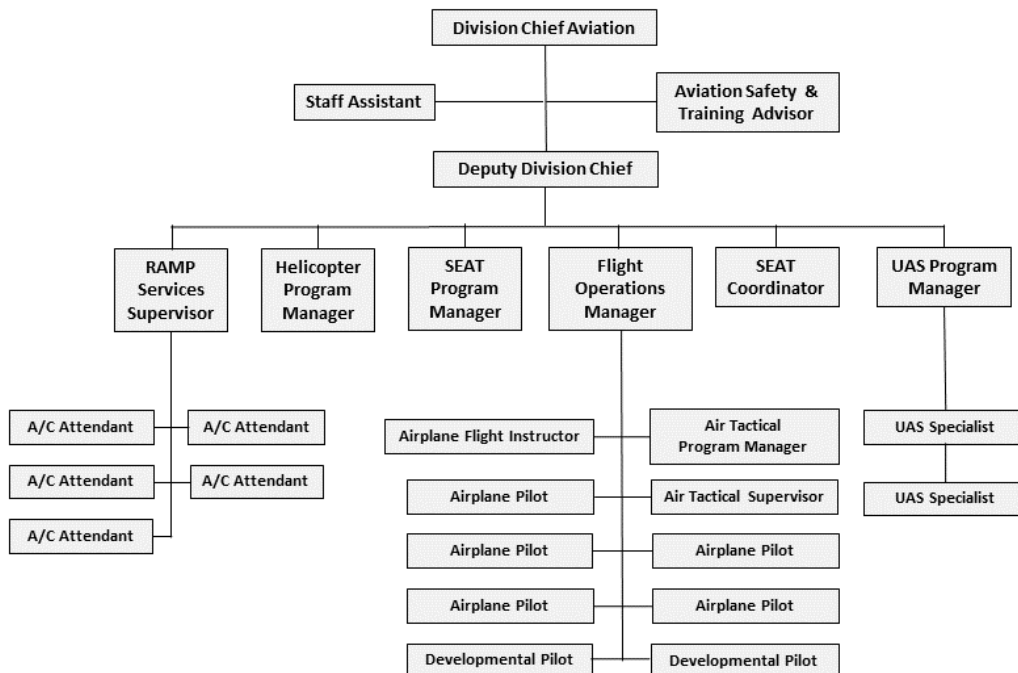 Division Chief Aviation
Staff Assistant
Aviation Safety &
Training Advisor
Deputy Division Chief
RAMP
Services
Supervisor
Helicopter
Program
Manager
SEAT
Program
Manager
Flight
Operations
Manager
SEAT
Coordinator
UAS Program
Manager
A/C Attendant
A/C Attendant
A/C Attendant
A/C Attendant
A/C Attendant
Airplane Flight Instructor
Air Tactical
Program Manager
Airplane Pilot
Air Tactical Supervisor
Airplane Pilot
Airplane Pilot
Airplane Pilot
Airplane Pilot
Developmental Pilot
Developmental Pilot
UAS Specialist
UAS Specialist